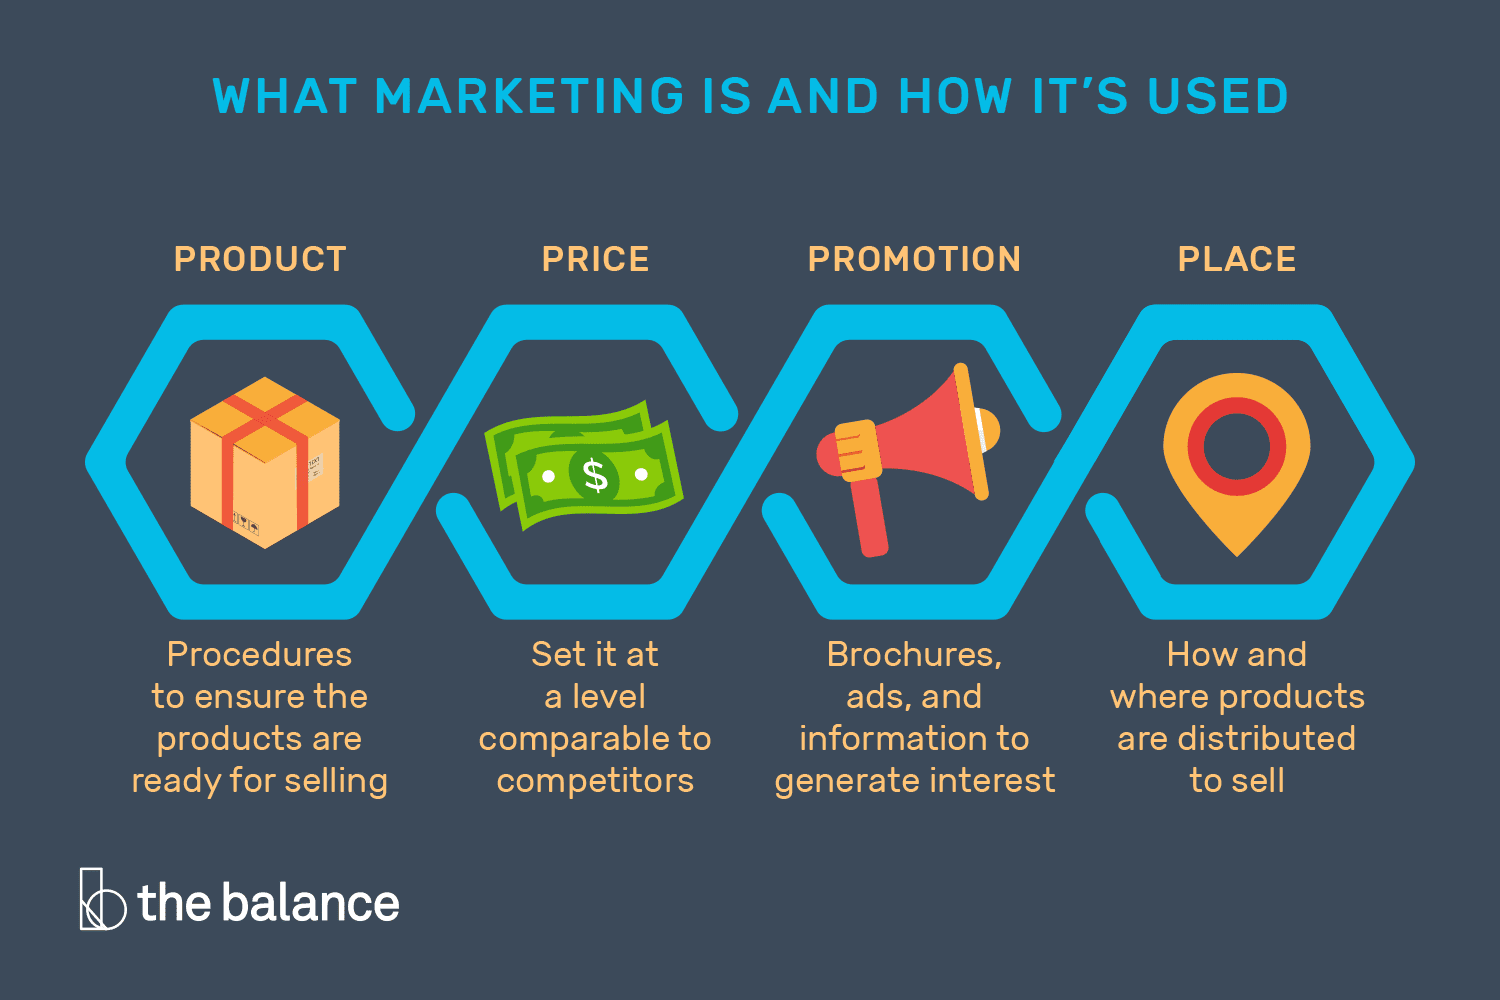 WHAT MARKETING IS AND HOW IT'S USED
PRODUCT
PRICE
PROMOTION
PLACE
TEXT
$
Procedures
to ensure the
products are
ready for selling
Set it at
a level
comparable to
competitors
Brochures,
ads, and
information to
generate interest
How and
where products
are distributed
to sell
b the balance